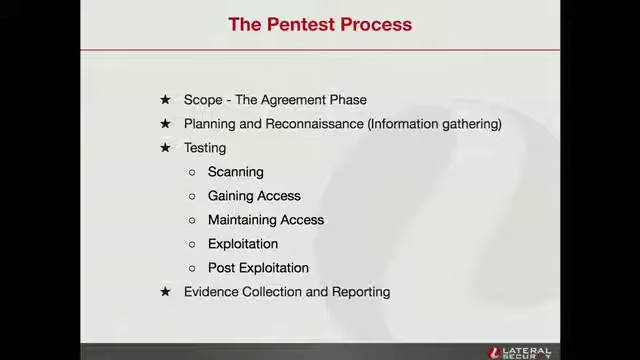 The Pentest Process
★ Scope - The Agreement Phase
★ Planning and Reconnaissance (Information gathering)
★ Testing
○ Scanning
○ Gaining Access
○ Maintaining Access
○ Exploitation
○ Post Exploitation
★ Evidence Collection and Reporting
LATERAL
SECURITY